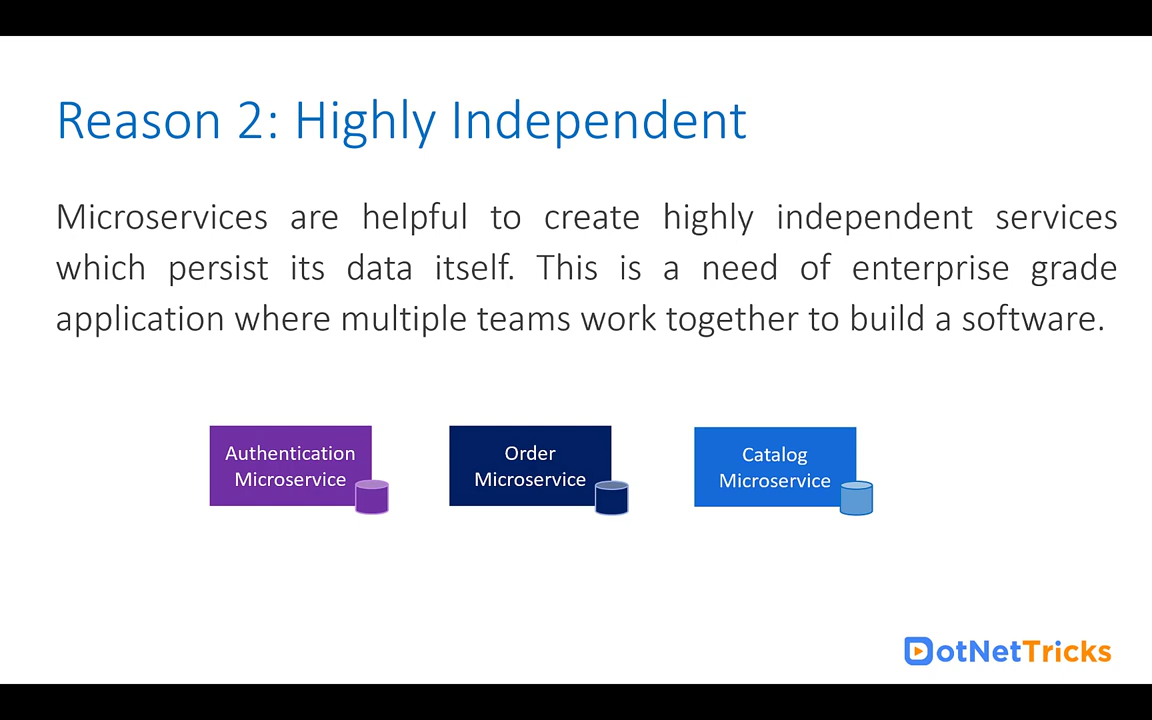 Reason 2: Highly Independent
Microservices are helpful to create highly independent services
which persist its data itself. This is a need of enterprise grade
application where multiple teams work together to build a software.
Authentication
Microservice
Order
Microservice
Catalog
Microservice
DotNetTricks